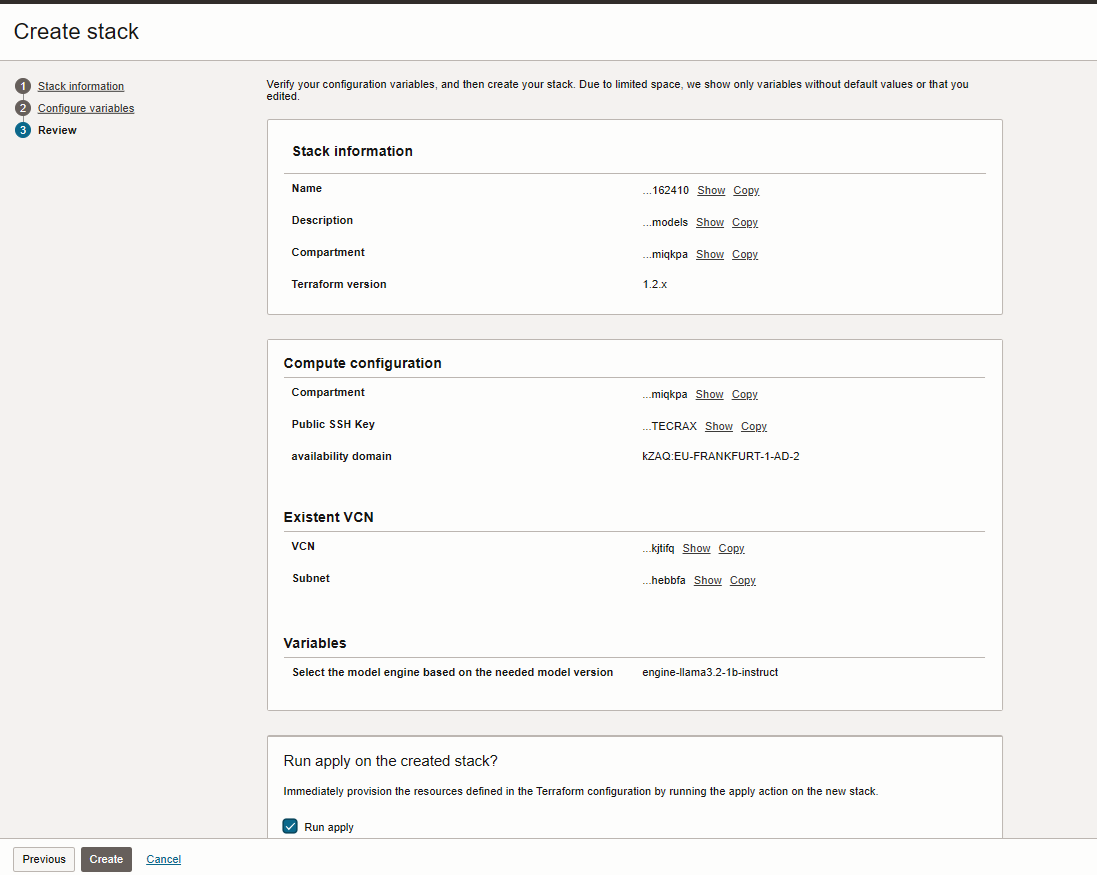 Create stack
1 Stack information
2 Configure variables
3 Review
Verify your configuration variables, and then create your stack. Due to limited space, we show only variables without default values or that you
edited.
Stack information
Name ...162410 Show Copy
Description ...models Show Copy
Compartment ...miqkpa Show Copy
Terraform version 1.2.x
Compute configuration
Compartment ...miqkpa Show Copy
Public SSH Key ...TECRAX Show Copy
availability domain kZAQ:EU-FRANKFURT-1-AD-2
Existent VCN
VCN ...kjtifq Show Copy
Subnet ...hebbfa Show Copy
Variables
Select the model engine based on the needed model version engine-llama3.2-1b-instruct
Run apply on the created stack?
Immediately provision the resources defined in the Terraform configuration by running the apply action on the new stack.
Run apply
Previous Create Cancel